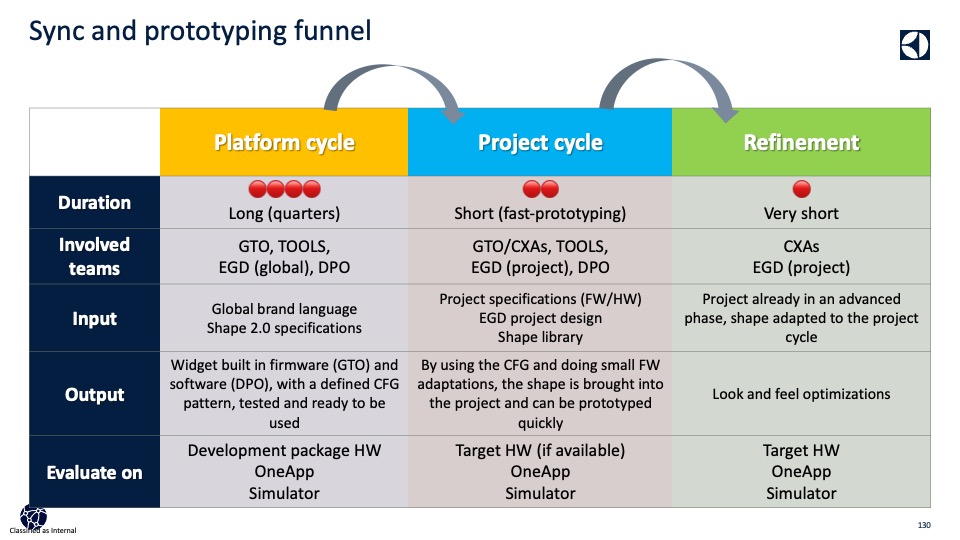 Sync and prototyping funnel
Platform cycle
Project cycle
Refinement
Duration
Long (quarters)
Short (fast-prototyping)
Very short
Involved
teams
GTO, TOOLS,
EGD (global), DPO
GTO/CXAs, TOOLS,
EGD (project), DPO
CXAs
EGD (project)
Input
Global brand language
Shape 2.0 specifications
Project specifications (FW/HW)
EGD project design
Shape library
Project already in an advanced
phase, shape adapted to the project
cycle
Output
Widget built in firmware (GTO) and
software (DPO), with a defined CFG
pattern, tested and ready to be
used
By using the CFG and doing small FW
adaptations, the shape is brought into
the project and can be prototyped
quickly
Look and feel optimizations
Evaluate on
Development package HW
OneApp
Simulator
Target HW (if available)
OneApp
Simulator
Target HW
OneApp
Simulator
Classified as Internal
130